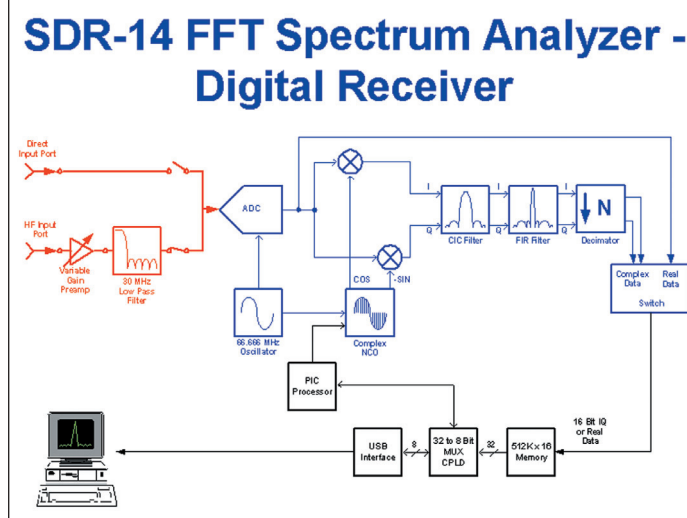 SDR-14 FFT Spectrum Analyzer -
Digital Receiver
Direct
Input Port
HF Input
Port
Variable
Gain
Preamp
30 MHz
Low Pass
Filter
ADC
COS
-SIN
66.666 MHz
Oscillator
Complex
NCO
I
Q
CIC Filter
I
Q
FIR Filter
I
Q
N
Decimator
Complex
Data
Real
Data
Switch
PIC
Processor
16 Bit IQ
or Real
Data
USB
Interface
8
32 to 8 Bit
MUX
CPLD
32
512K x 16
Memory